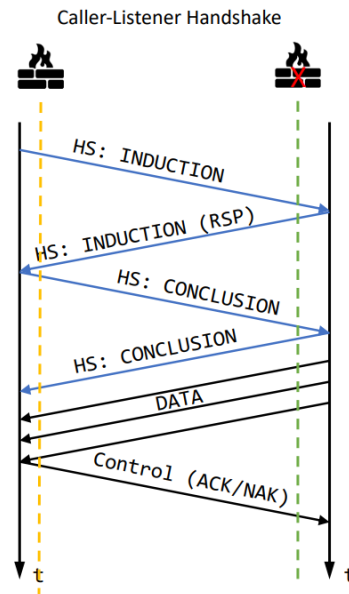 Caller-Listener Handshake
HS: INDUCTION
HS: INDUCTION (RSP)
HS: CONCLUSION
HS: CONCLUSION
DATA
Control (ACK/NAK)
t
t